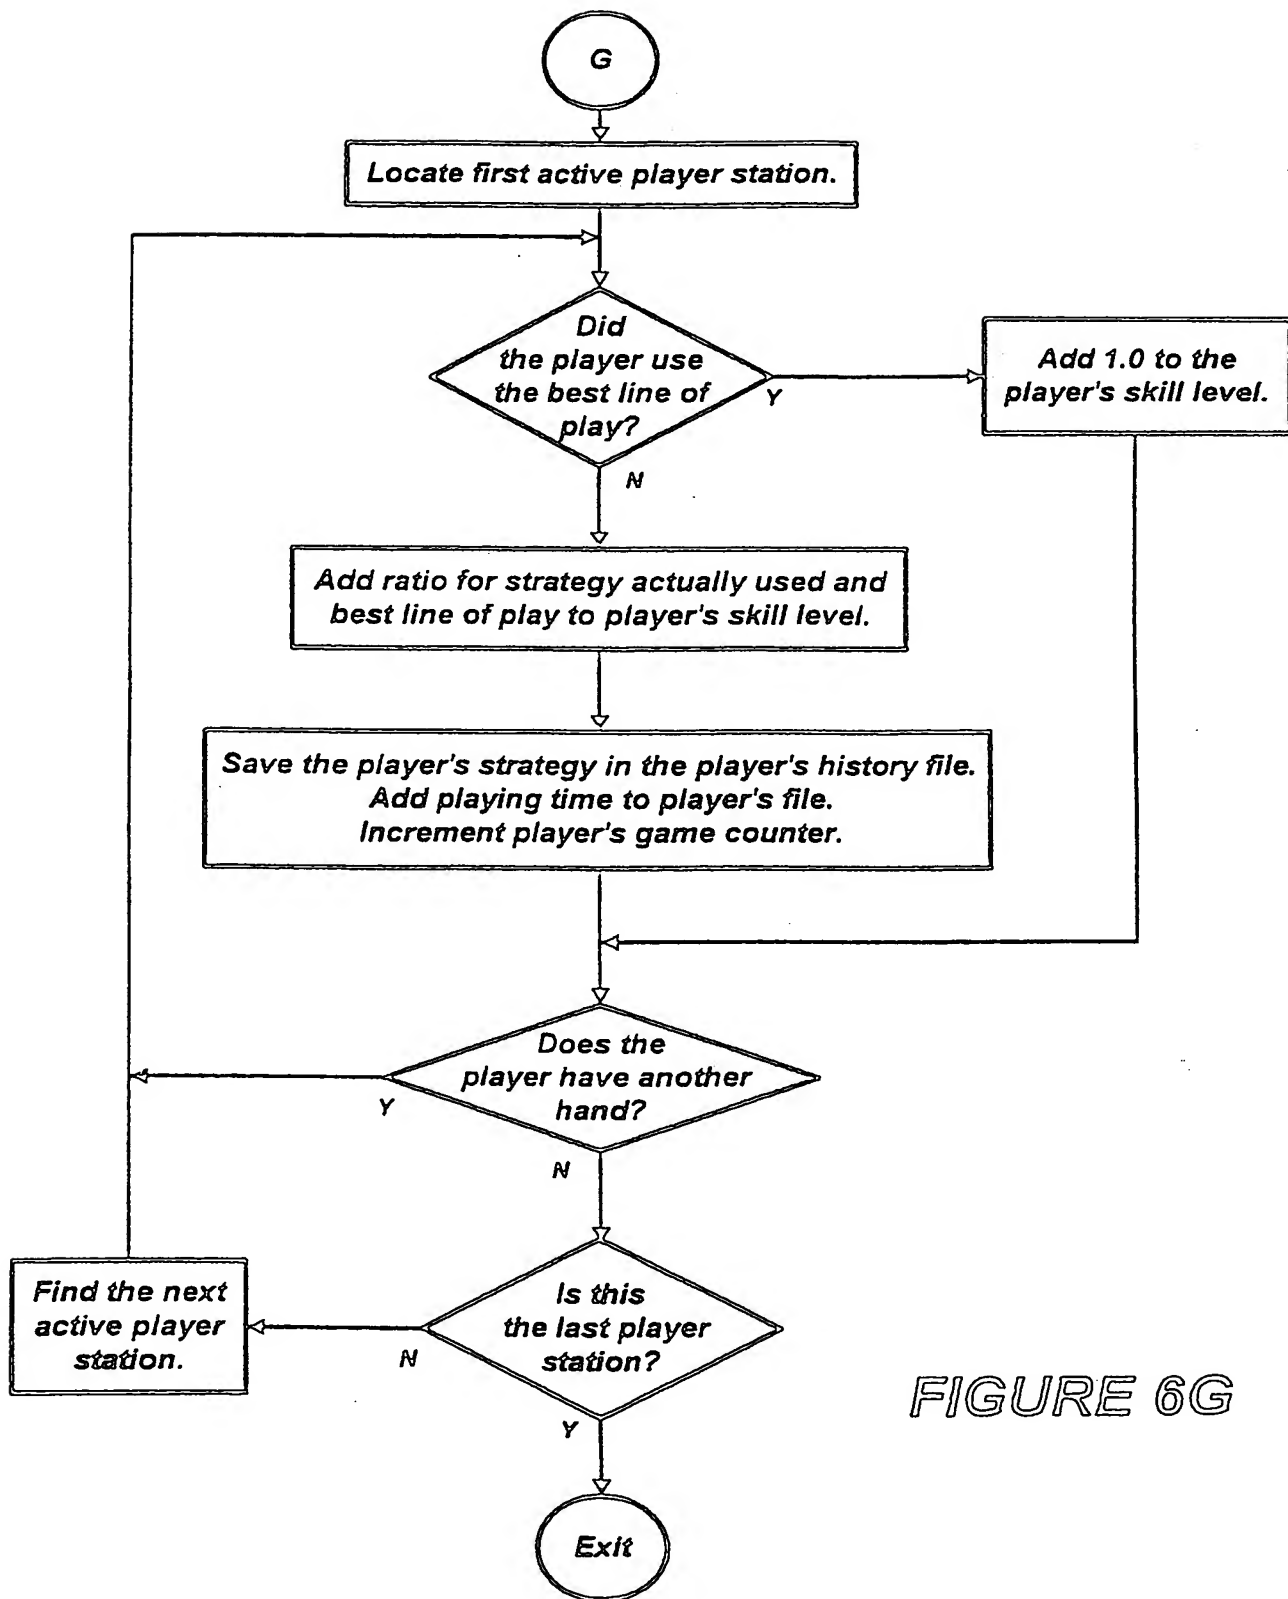 G
Locate first active player station.
Did
the player use
the best line of
play?
Y
Add 1.0 to the
player's skill level.
N
Add ratio for strategy actually used and
best line of play to player's skill level.
Save the player's strategy in the player's history file.
Add playing time to player's file.
Increment player's game counter.
Does the
player have another
hand?
Y
N
Is this
the last player
station?
N
Y
Find the next
active player
station.
Exit
FIGURE 6G